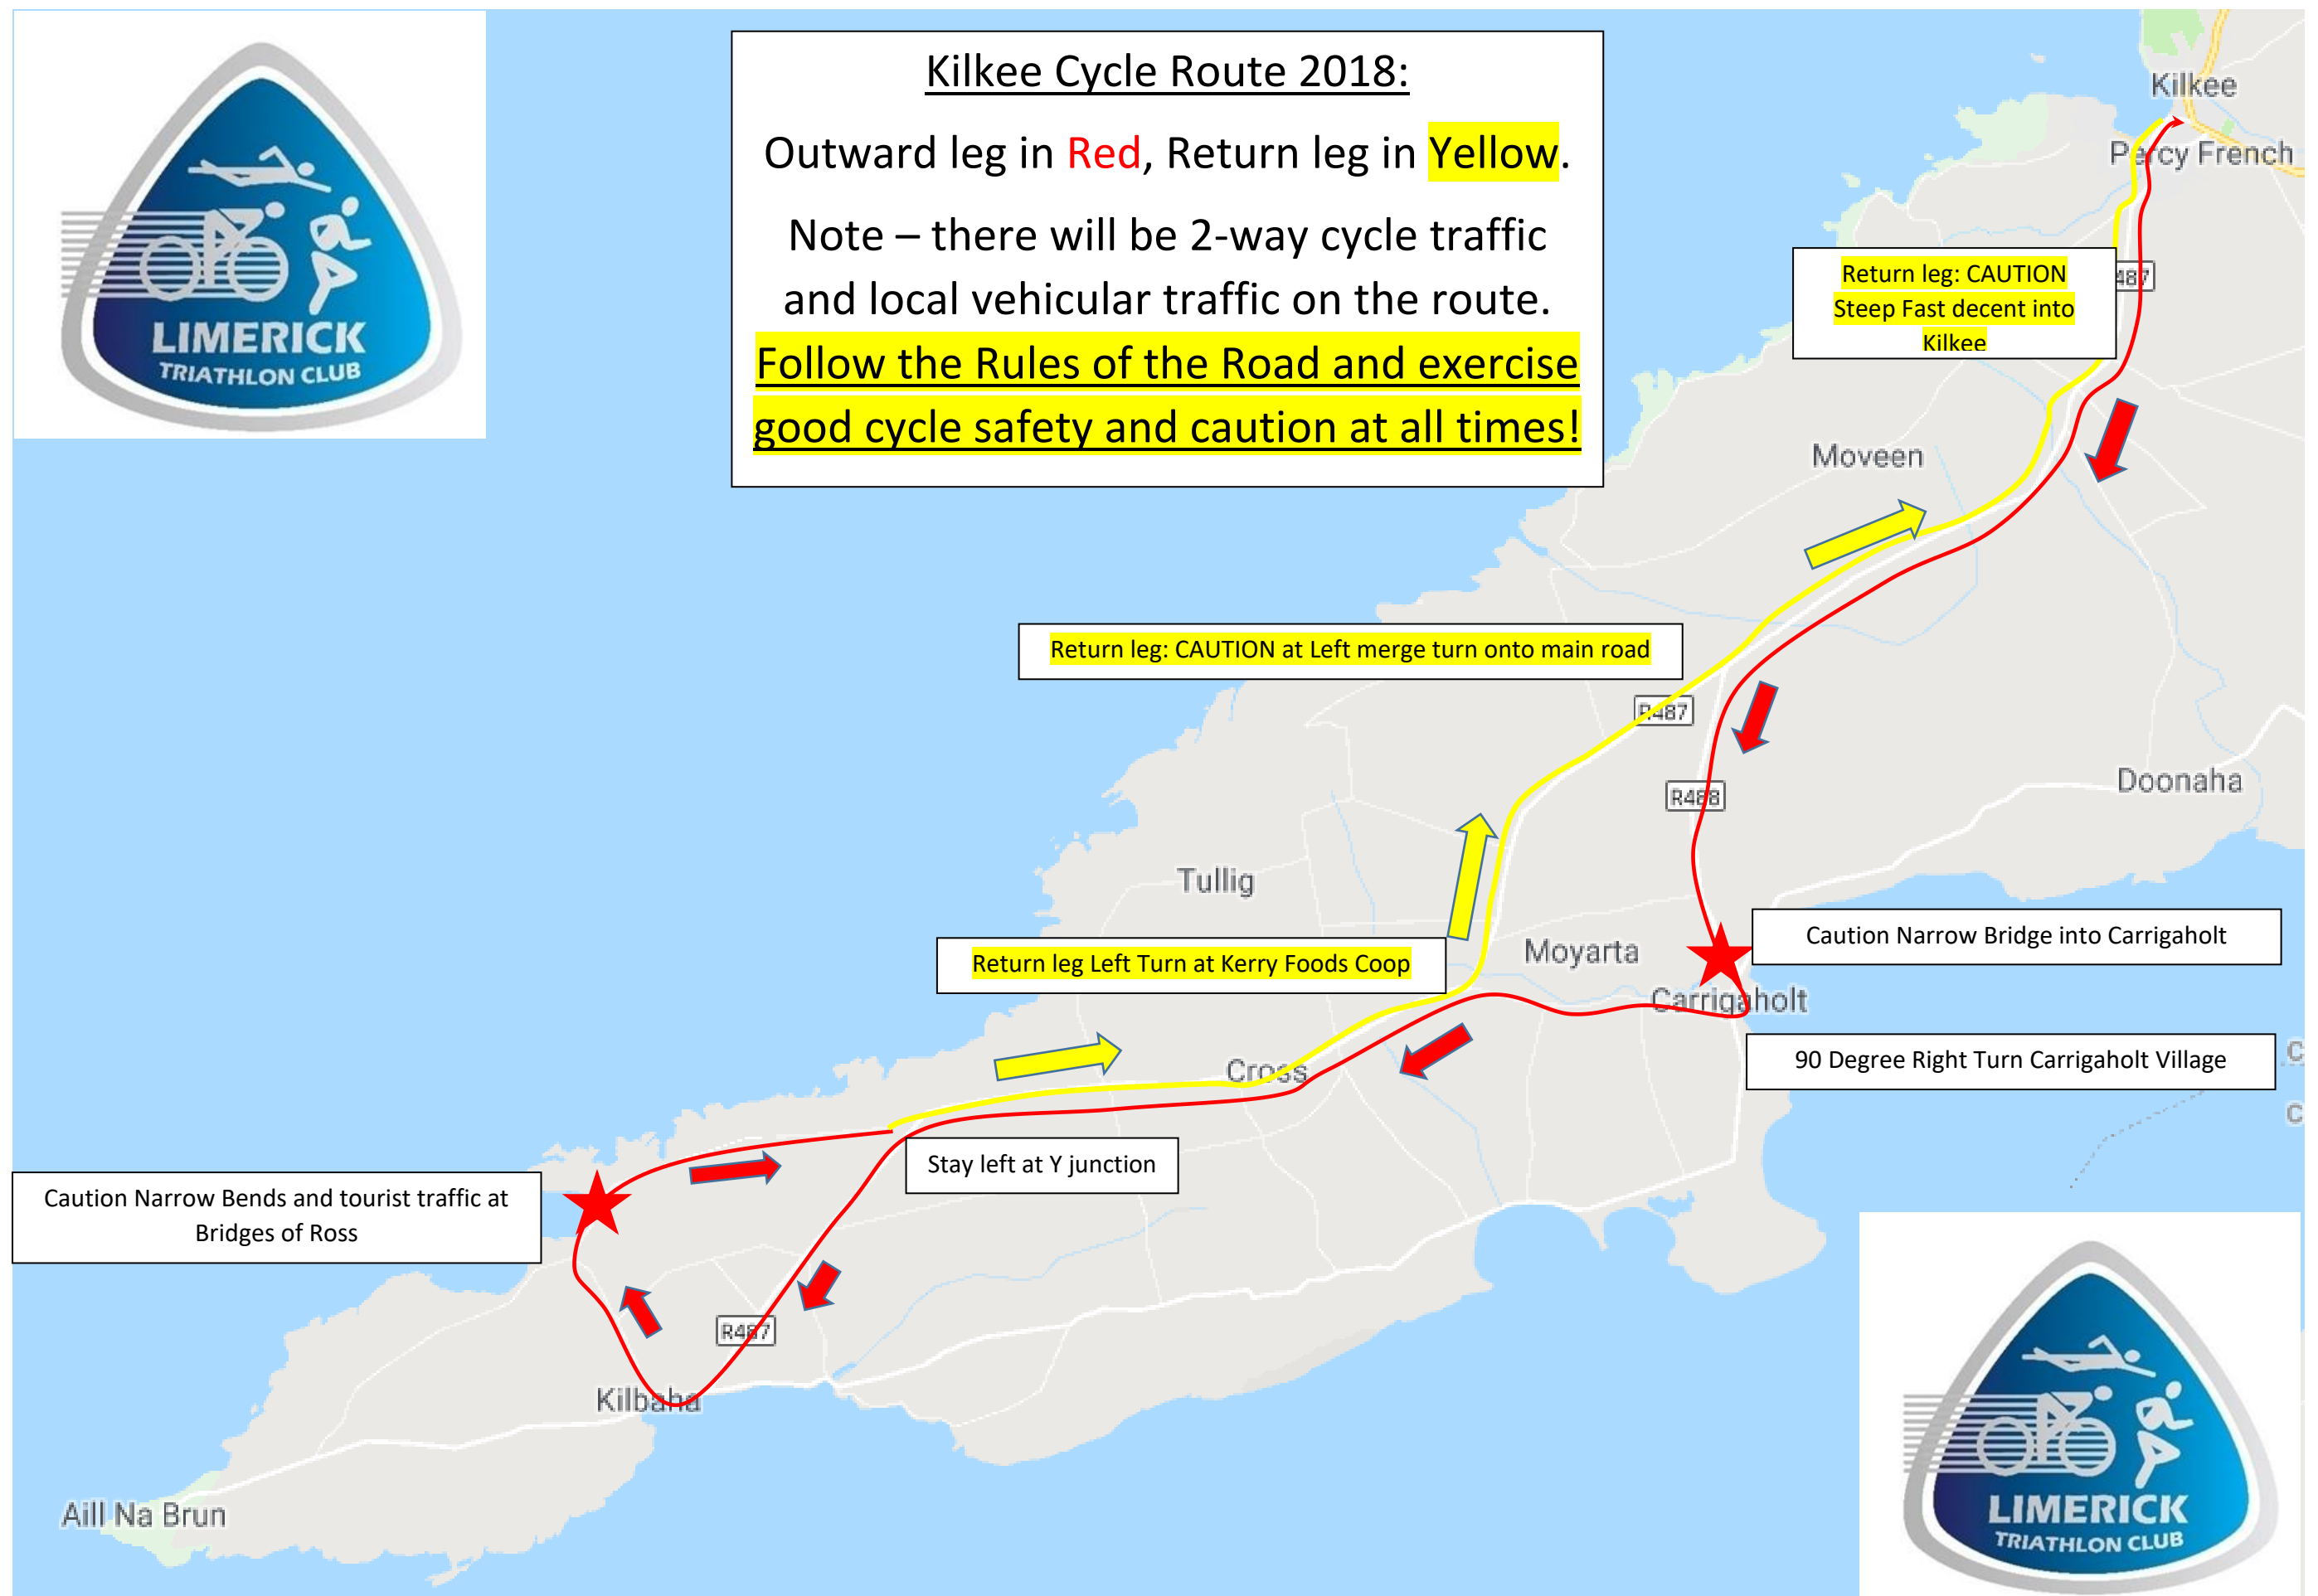 LIMERICK
TRIATHLON CLUB
Kilkee Cycle Route 2018:
Outward leg in Red, Return leg in Yellow.
Note – there will be 2-way cycle traffic
and local vehicular traffic on the route.
Follow the Rules of the Road and exercise
good cycle safety and caution at all times!
Kilkee
Percy French
Return leg: CAUTION
Steep Fast decent into
Kilkee
487
Moveen
Return leg: CAUTION at Left merge turn onto main road
R487
R488
Doonaha
Tullig
Caution Narrow Bridge into Carrigaholt
Return leg Left Turn at Kerry Foods Coop
Moyarta
Carrigaholt
90 Degree Right Turn Carrigaholt Village
C
Cross
C
Stay left at Y junction
Caution Narrow Bends and tourist traffic at
Bridges of Ross
R487
Kilbaha
Aill Na Brun
LIMERICK
TRIATHLON CLUB